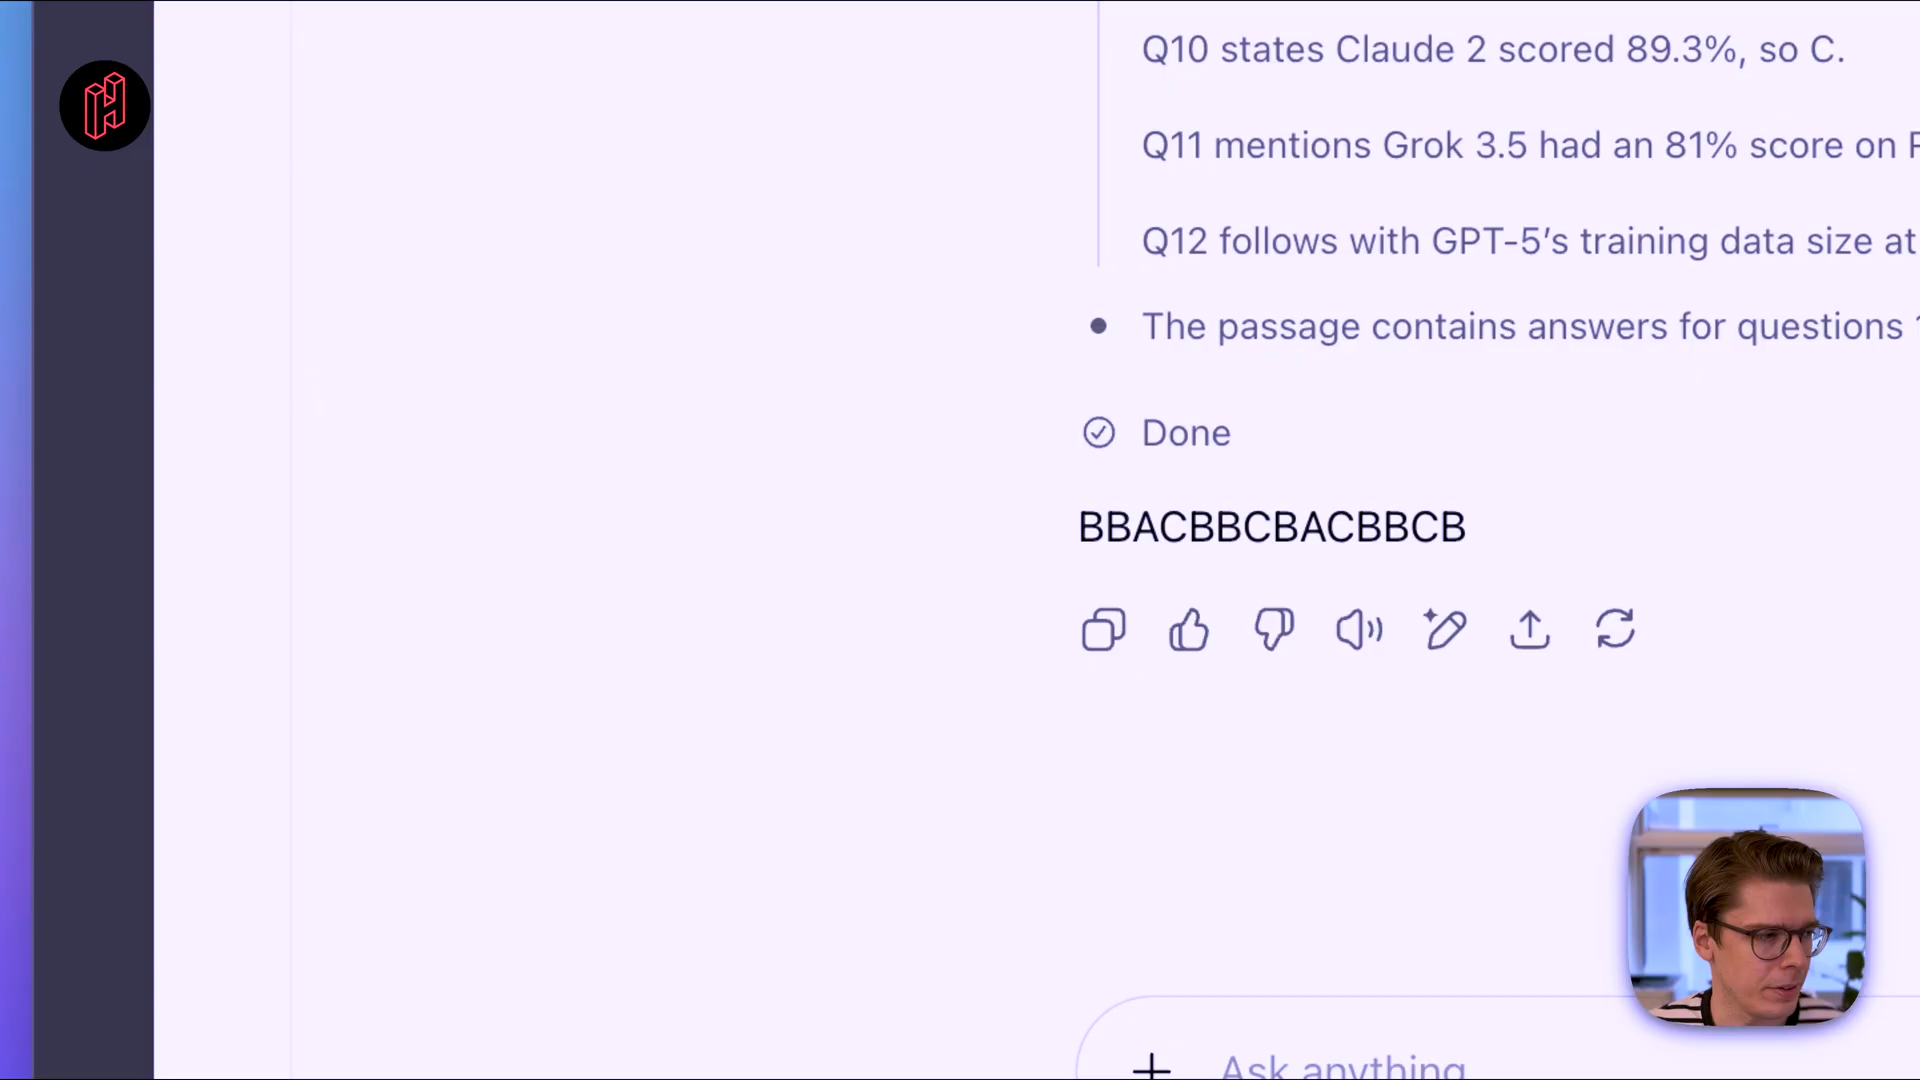 Q10 states Claude 2 scored 89.3%, so C.
Q11 mentions Grok 3.5 had an 81% score on
Q12 follows with GPT-5’s training data size at
The passage contains answers for questions
Done
BBACBBCBACBBCB
Ask anything